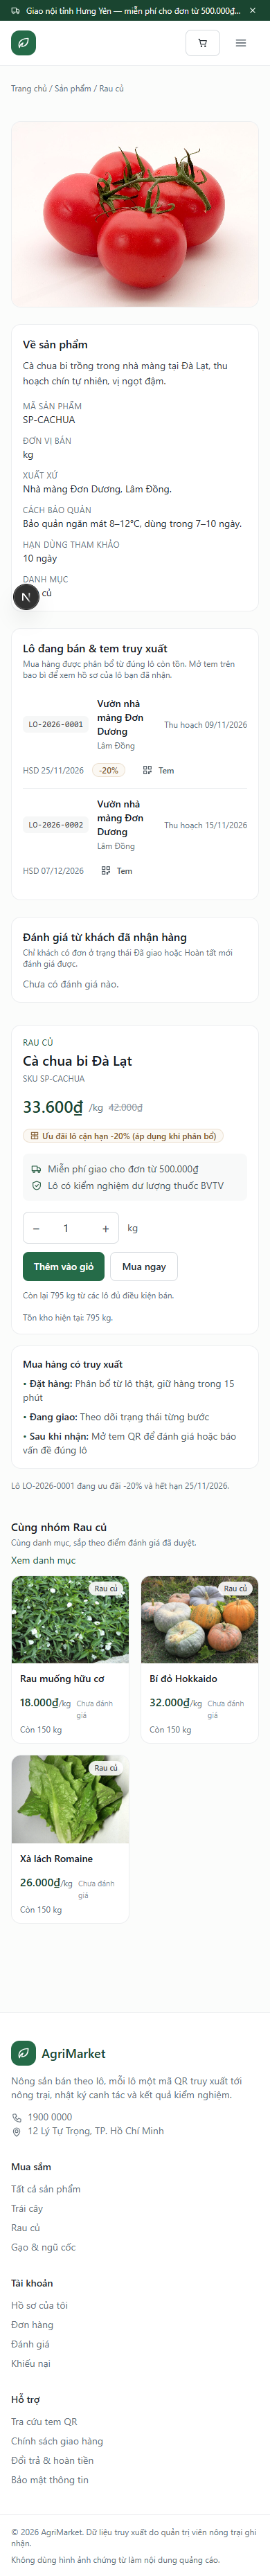 Giao nội tỉnh Hưng Yên — miễn phí cho đơn từ 500.000₫...
Trang chủ / Sản phẩm / Rau củ
Về sản phẩm
Cà chua bi trồng trong nhà màng tại Đà Lạt, thu
hoạch chín tự nhiên, vị ngọt đậm.
MÃ SẢN PHẨM
SP-CACHUA
ĐƠN VỊ BÁN
kg
XUẤT XỨ
Nhà màng Đơn Dương, Lâm Đồng.
CÁCH BẢO QUẢN
Bảo quản ngăn mát 8–12°C, dùng trong 7–10 ngày.
HẠN DÙNG THAM KHẢO
10 ngày
DANH MỤC
củ
N
Lô đang bán & tem truy xuất
Mua hàng được phân bổ từ đúng lô còn tồn. Mở tem trên
bao bì để xem hồ sơ của lô bạn đã nhận.
LO-2026-0001
Vườn nhà
màng Đơn
Dương
Lâm Đồng
Thu hoạch 09/11/2026
HSD 25/11/2026
-20%
Tem
LO-2026-0002
Vườn nhà
màng Đơn
Dương
Lâm Đồng
Thu hoạch 15/11/2026
HSD 07/12/2026
Tem
Đánh giá từ khách đã nhận hàng
Chỉ khách có đơn ở trạng thái Đã giao hoặc Hoàn tất mới
đánh giá được.
Chưa có đánh giá nào.
RAU CỦ
Cà chua bi Đà Lạt
SKU SP-CACHUA
33.600₫ /kg 42.000₫
Ưu đãi lô cận hạn -20% (áp dụng khi phân bổ)
Miễn phí giao cho đơn từ 500.000₫
Lô có kiểm nghiệm dư lượng thuốc BVTV
− 1 + kg
Thêm vào giỏ
Mua ngay
Còn lại 795 kg từ các lô đủ điều kiện bán.
Tồn kho hiện tại: 795 kg.
Mua hàng có truy xuất
• Đặt hàng: Phân bổ từ lô thật, giữ hàng trong 15
phút
• Đang giao: Theo dõi trạng thái từng bước
• Sau khi nhận: Mở tem QR để đánh giá hoặc báo
vấn đề đúng lô
Lô LO-2026-0001 đang ưu đãi -20% và hết hạn 25/11/2026.
Cùng nhóm Rau củ
Cùng danh mục, sắp theo điểm đánh giá đã duyệt.
Xem danh mục
Rau củ
Rau muống hữu cơ
18.000₫/kg Chưa đánh
giá
Còn 150 kg
Rau củ
Bí đỏ Hokkaido
32.000₫/kg Chưa đánh
giá
Còn 150 kg
Rau củ
Xà lách Romaine
26.000₫/kg Chưa đánh
giá
Còn 150 kg
AgriMarket
Nông sản bán theo lô, mỗi lô một mã QR truy xuất tới
nông trại, nhật ký canh tác và kết quả kiểm nghiệm.
1900 0000
12 Lý Tự Trọng, TP. Hồ Chí Minh
Mua sắm
Tất cả sản phẩm
Trái cây
Rau củ
Gạo & ngũ cốc
Tài khoản
Hồ sơ của tôi
Đơn hàng
Đánh giá
Khiếu nại
Hỗ trợ
Tra cứu tem QR
Chính sách giao hàng
Đổi trả & hoàn tiền
Bảo mật thông tin
© 2026 AgriMarket. Dữ liệu truy xuất do quản trị viên nông trại ghi
nhận.
Không dùng hình ảnh chứng từ làm nội dung quảng cáo.